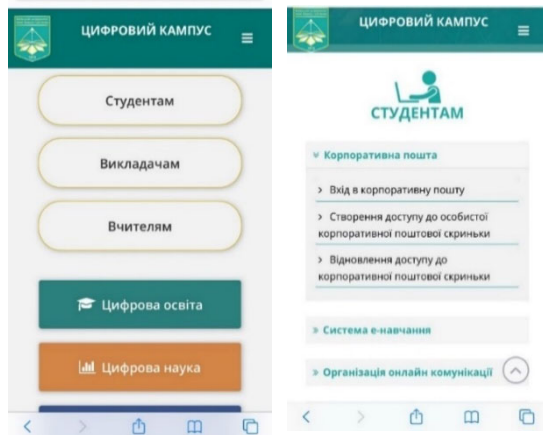 ЦИФРОВИЙ КАМПУС
Студентам
Викладачам
Вчителям
Цифрова освіта
Цифрова наука
ЦИФРОВИЙ КАМПУС
СТУДЕНТАМ
Корпоративна пошта
Вхід в корпоративну пошту
Створення доступу до особистої
корпоративної поштової скриньки
Відновлення доступу до
корпоративної поштової скриньки
Система е-навчання
Організація онлайн комунікації